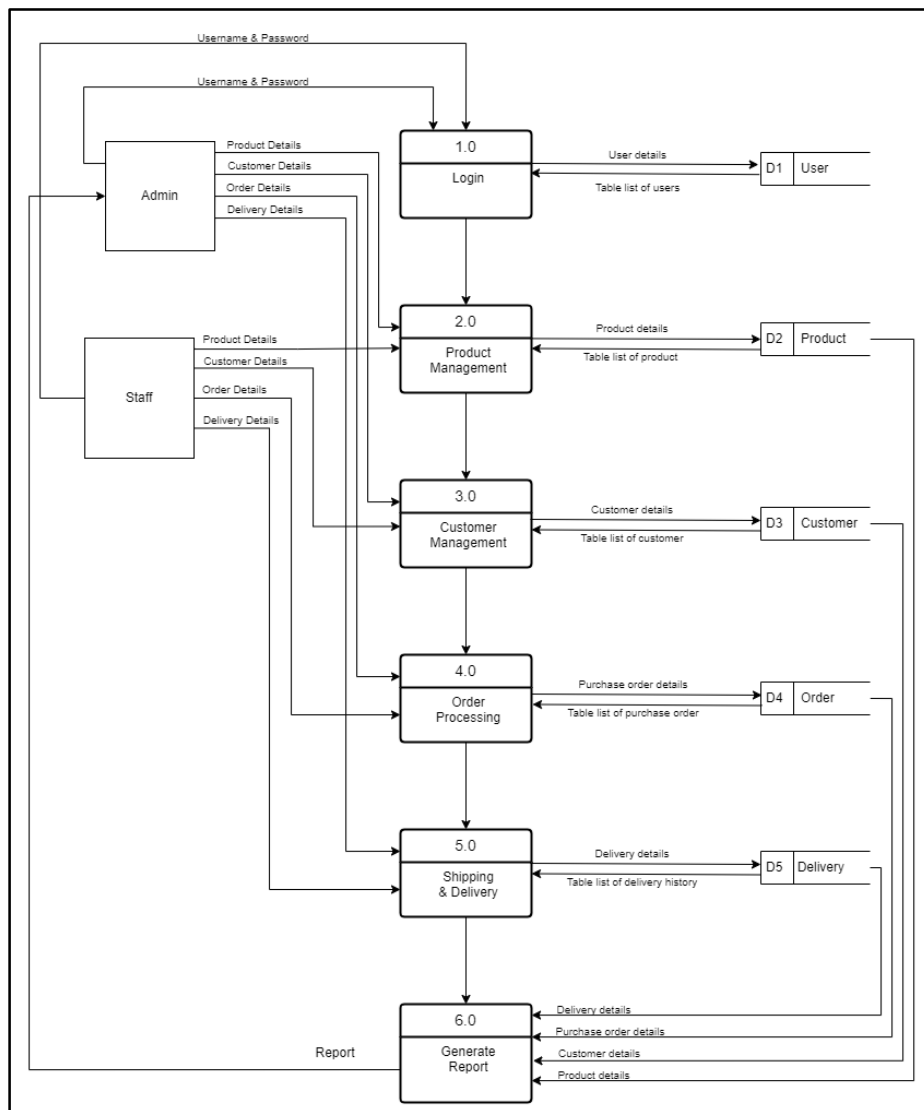 Username & Password
Username & Password
1.0
Login
Product Details
Customer Details
Order Details
Delivery Details
Admin
User details
Table list of users
D1 User
2.0
Product
Management
Product Details
Customer Details
Order Details
Delivery Details
Staff
Product details
Table list of product
D2 Product
3.0
Customer
Management
Customer details
Table list of customer
D3 Customer
4.0
Order
Processing
Purchase order details
Table list of purchase order
D4 Order
5.0
Shipping
& Delivery
Delivery details
Table list of delivery history
D5 Delivery
6.0
Generate
Report
Report
Delivery details
Purchase order details
Customer details
Product details